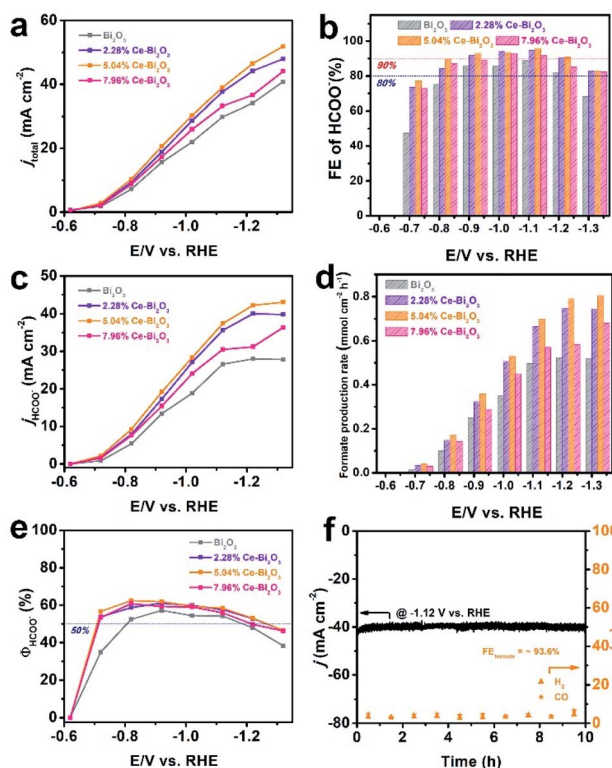 a
Bi₂O₃
2.28% Ce-Bi₂O₃
5.04% Ce-Bi₂O₃
7.96% Ce-Bi₂O₃
60
40
20
0
j_total (mA cm⁻²)
-0.6 -0.8 -1.0 -1.2 -1.4
E/V vs. RHE
b
Bi₂O₃ 2.28% Ce-Bi₂O₃
5.04% Ce-Bi₂O₃ 7.96% Ce-Bi₂O₃
100
80
60
40
20
0
90%
80%
FE of HCOO⁻(%)
-0.6 -0.7 -0.8 -0.9 -1.0 -1.1 -1.2 -1.3
E/V vs. RHE
c
Bi₂O₃
2.28% Ce-Bi₂O₃
5.04% Ce-Bi₂O₃
7.96% Ce-Bi₂O₃
50
40
30
20
10
0
j_HCOO⁻ (mA cm⁻²)
-0.6 -0.8 -1.0 -1.2 -1.4
E/V vs. RHE
d
Bi₂O₃
2.28% Ce-Bi₂O₃
5.04% Ce-Bi₂O₃
7.96% Ce-Bi₂O₃
0.8
0.6
0.4
0.2
0.0
Formate production rate (mmol cm⁻² h⁻¹)
-0.6 -0.7 -0.8 -0.9 -1.0 -1.1 -1.2 -1.3
E/V vs. RHE
e
Bi₂O₃
2.28% Ce-Bi₂O₃
5.04% Ce-Bi₂O₃
7.96% Ce-Bi₂O₃
100
80
60
40
20
0
50%
Φ_HCOO⁻ (%)
-0.6 -0.8 -1.0 -1.2 -1.4
E/V vs. RHE
f
0
-20
-40
-60
-80
j (mA cm⁻²)
@ -1.12 V vs. RHE
FE_formate = ~ 93.6%
H₂
CO
0 2 4 6 8 10
Time (h)